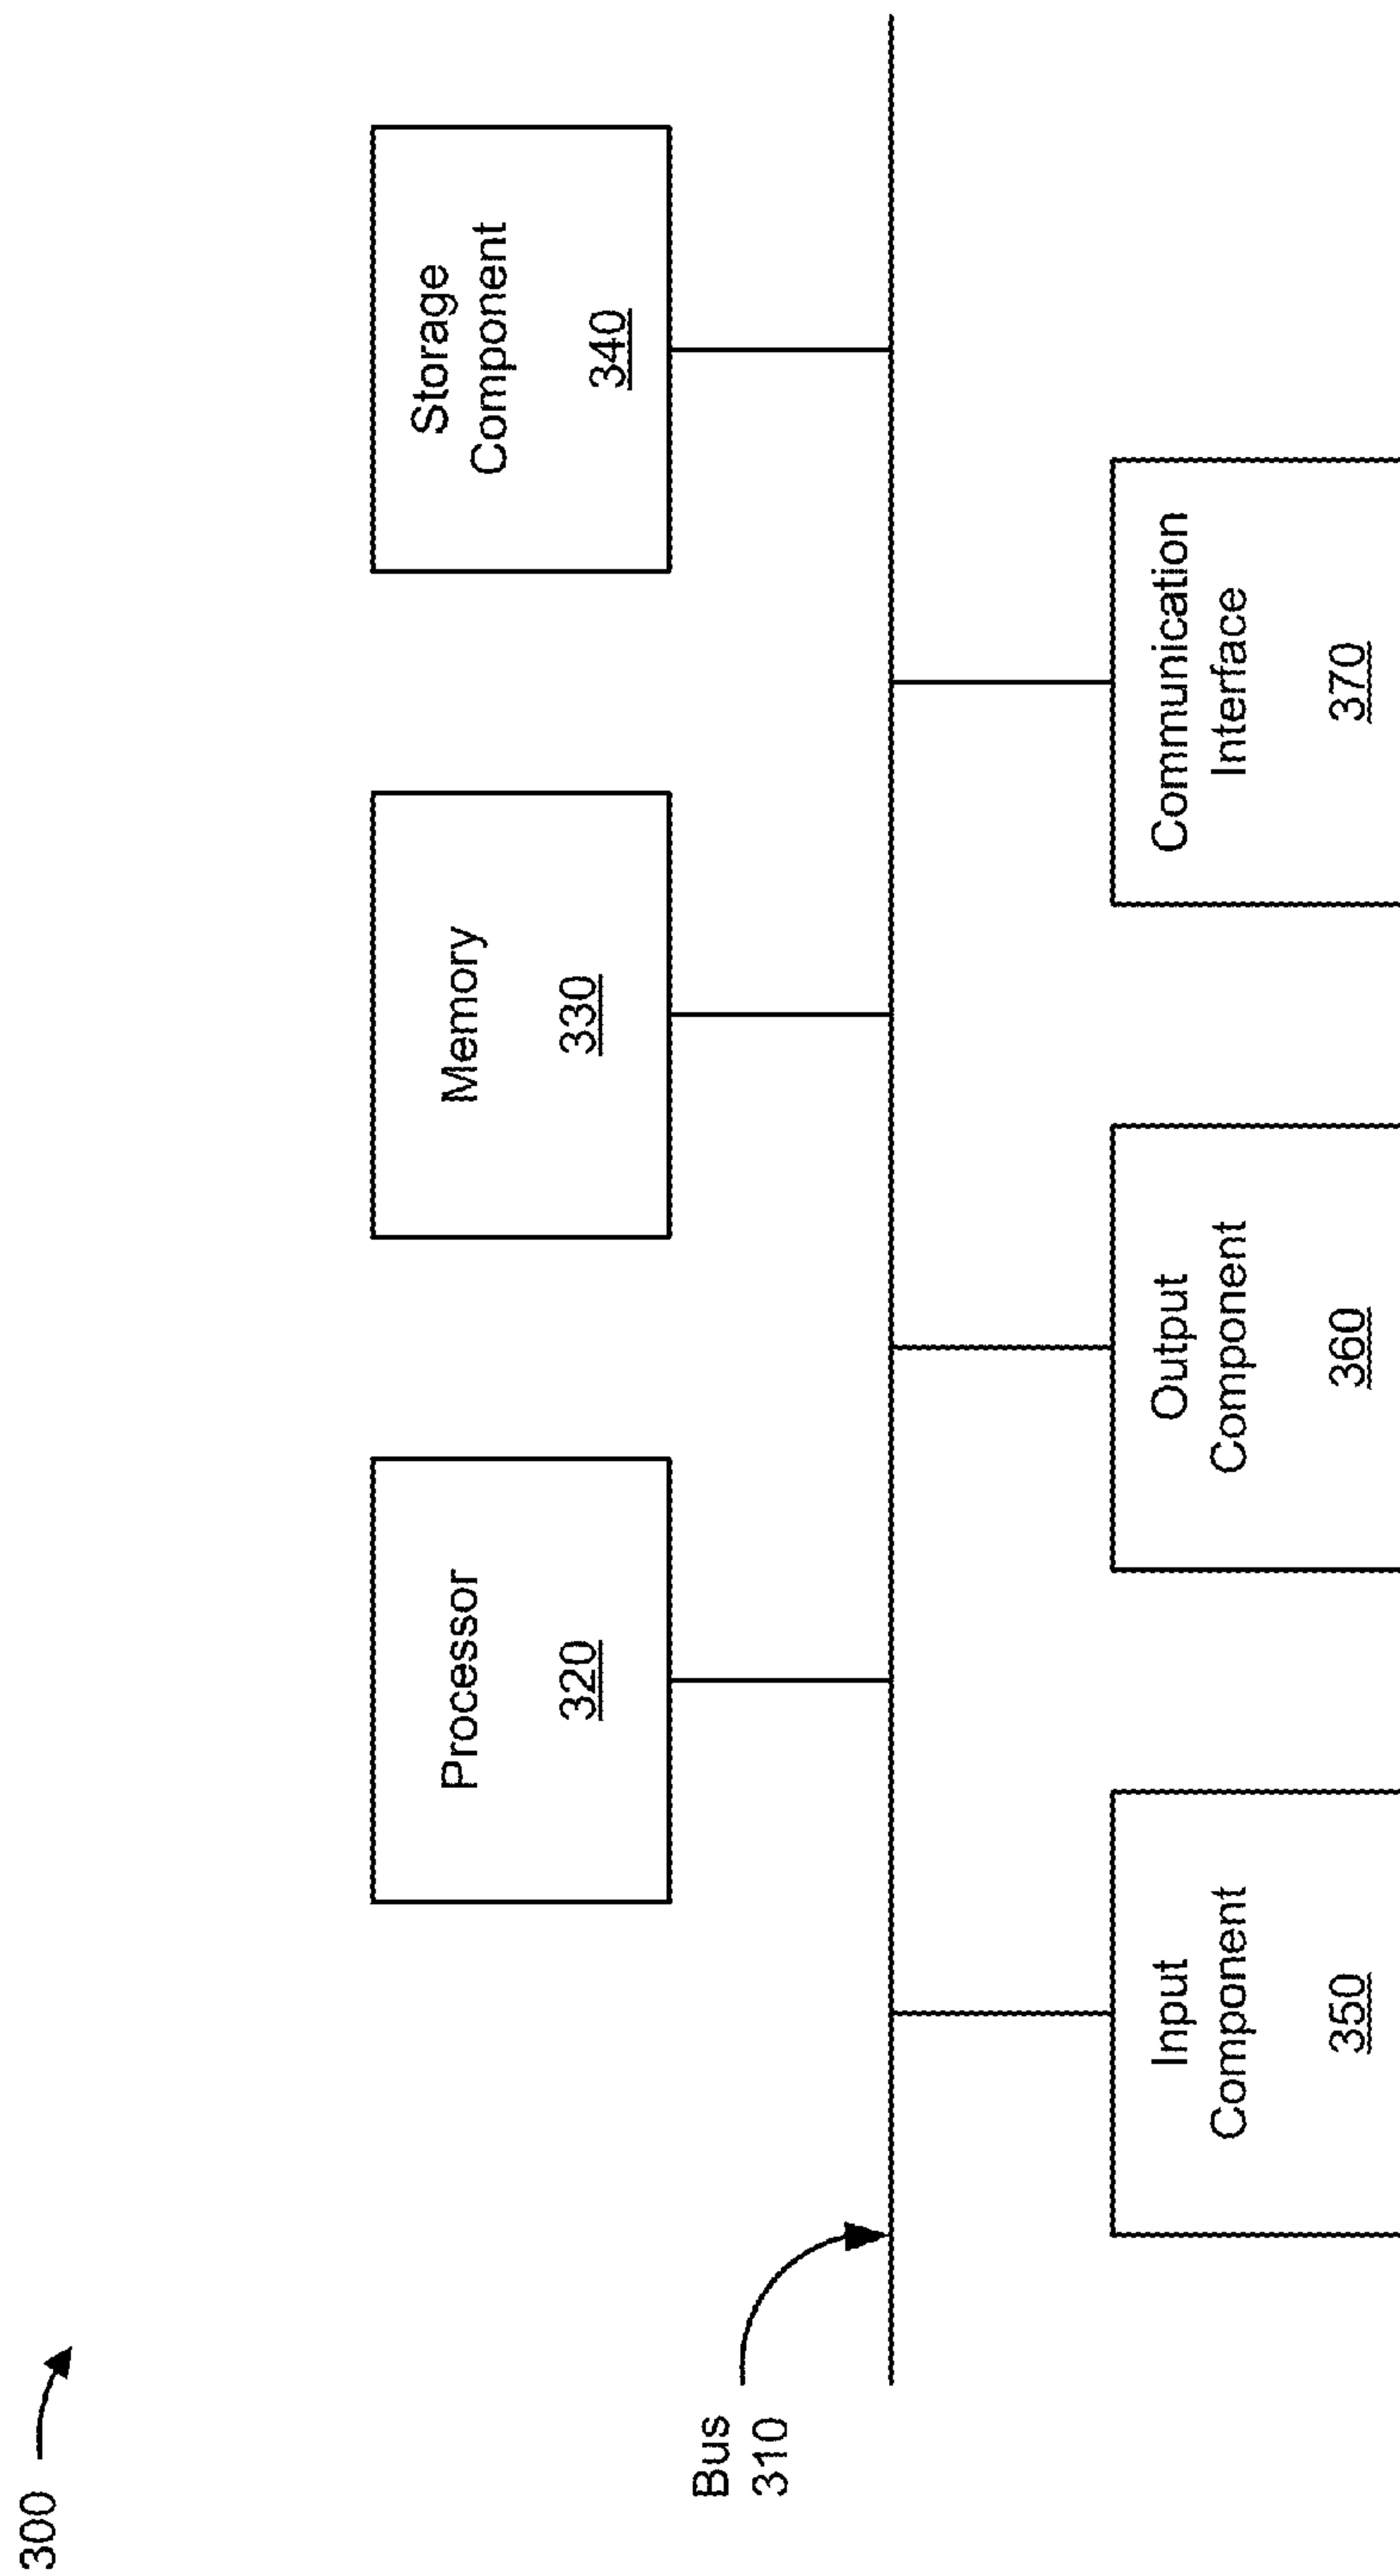 300
Processor
320
Memory
330
Storage
Component
340
Bus
310
Input
Component
350
Output
Component
360
Communication
Interface
370